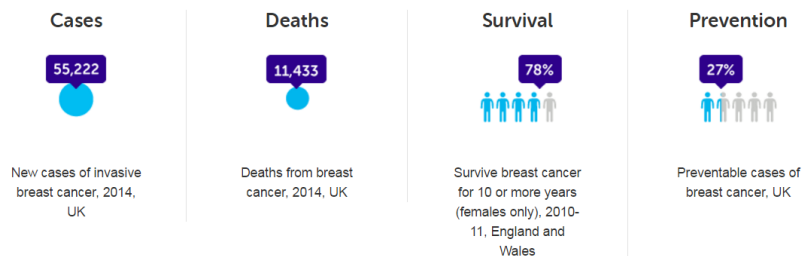 Cases
55,222
New cases of invasive
breast cancer, 2014,
UK
Deaths
11,433
Deaths from breast
cancer, 2014, UK
Survival
78%
Survive breast cancer
for 10 or more years
(females only), 2010-
11, England and
Wales
Prevention
27%
Preventable cases of
breast cancer, UK